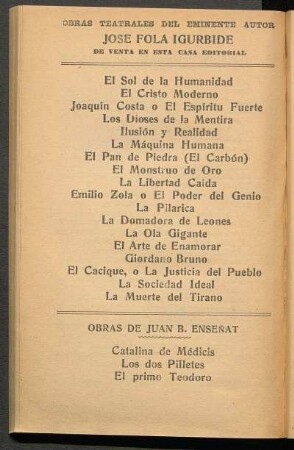 OBRAS TEATRALES DEL EMINENTE AUTOR
JOSE FOLA IGURBIDE
DE VENTA EN ESTA CASA EDITORIAL
El Sol de la Humanidad
El Cristo Moderno
Joaquín Costa o El Espíritu Fuerte
Los Dioses de la Mentira
Ilusión y Realidad
La Máquina Humana
El Pan de Piedra (El Carbón)
El Monstruo de Oro
La Libertad Caída
Emilio Zola o El Poder del Genio
La Pilarica
La Domadora de Leones
La Ola Gigante
El Arte de Enamorar
Giordano Bruno
El Cacique, o La Justicia del Pueblo
La Sociedad Ideal
La Muerte del Tirano
OBRAS DE JUAN B. ENSEÑAT
Catalina de Médicis
Los dos Pilletes
El primo Teodoro